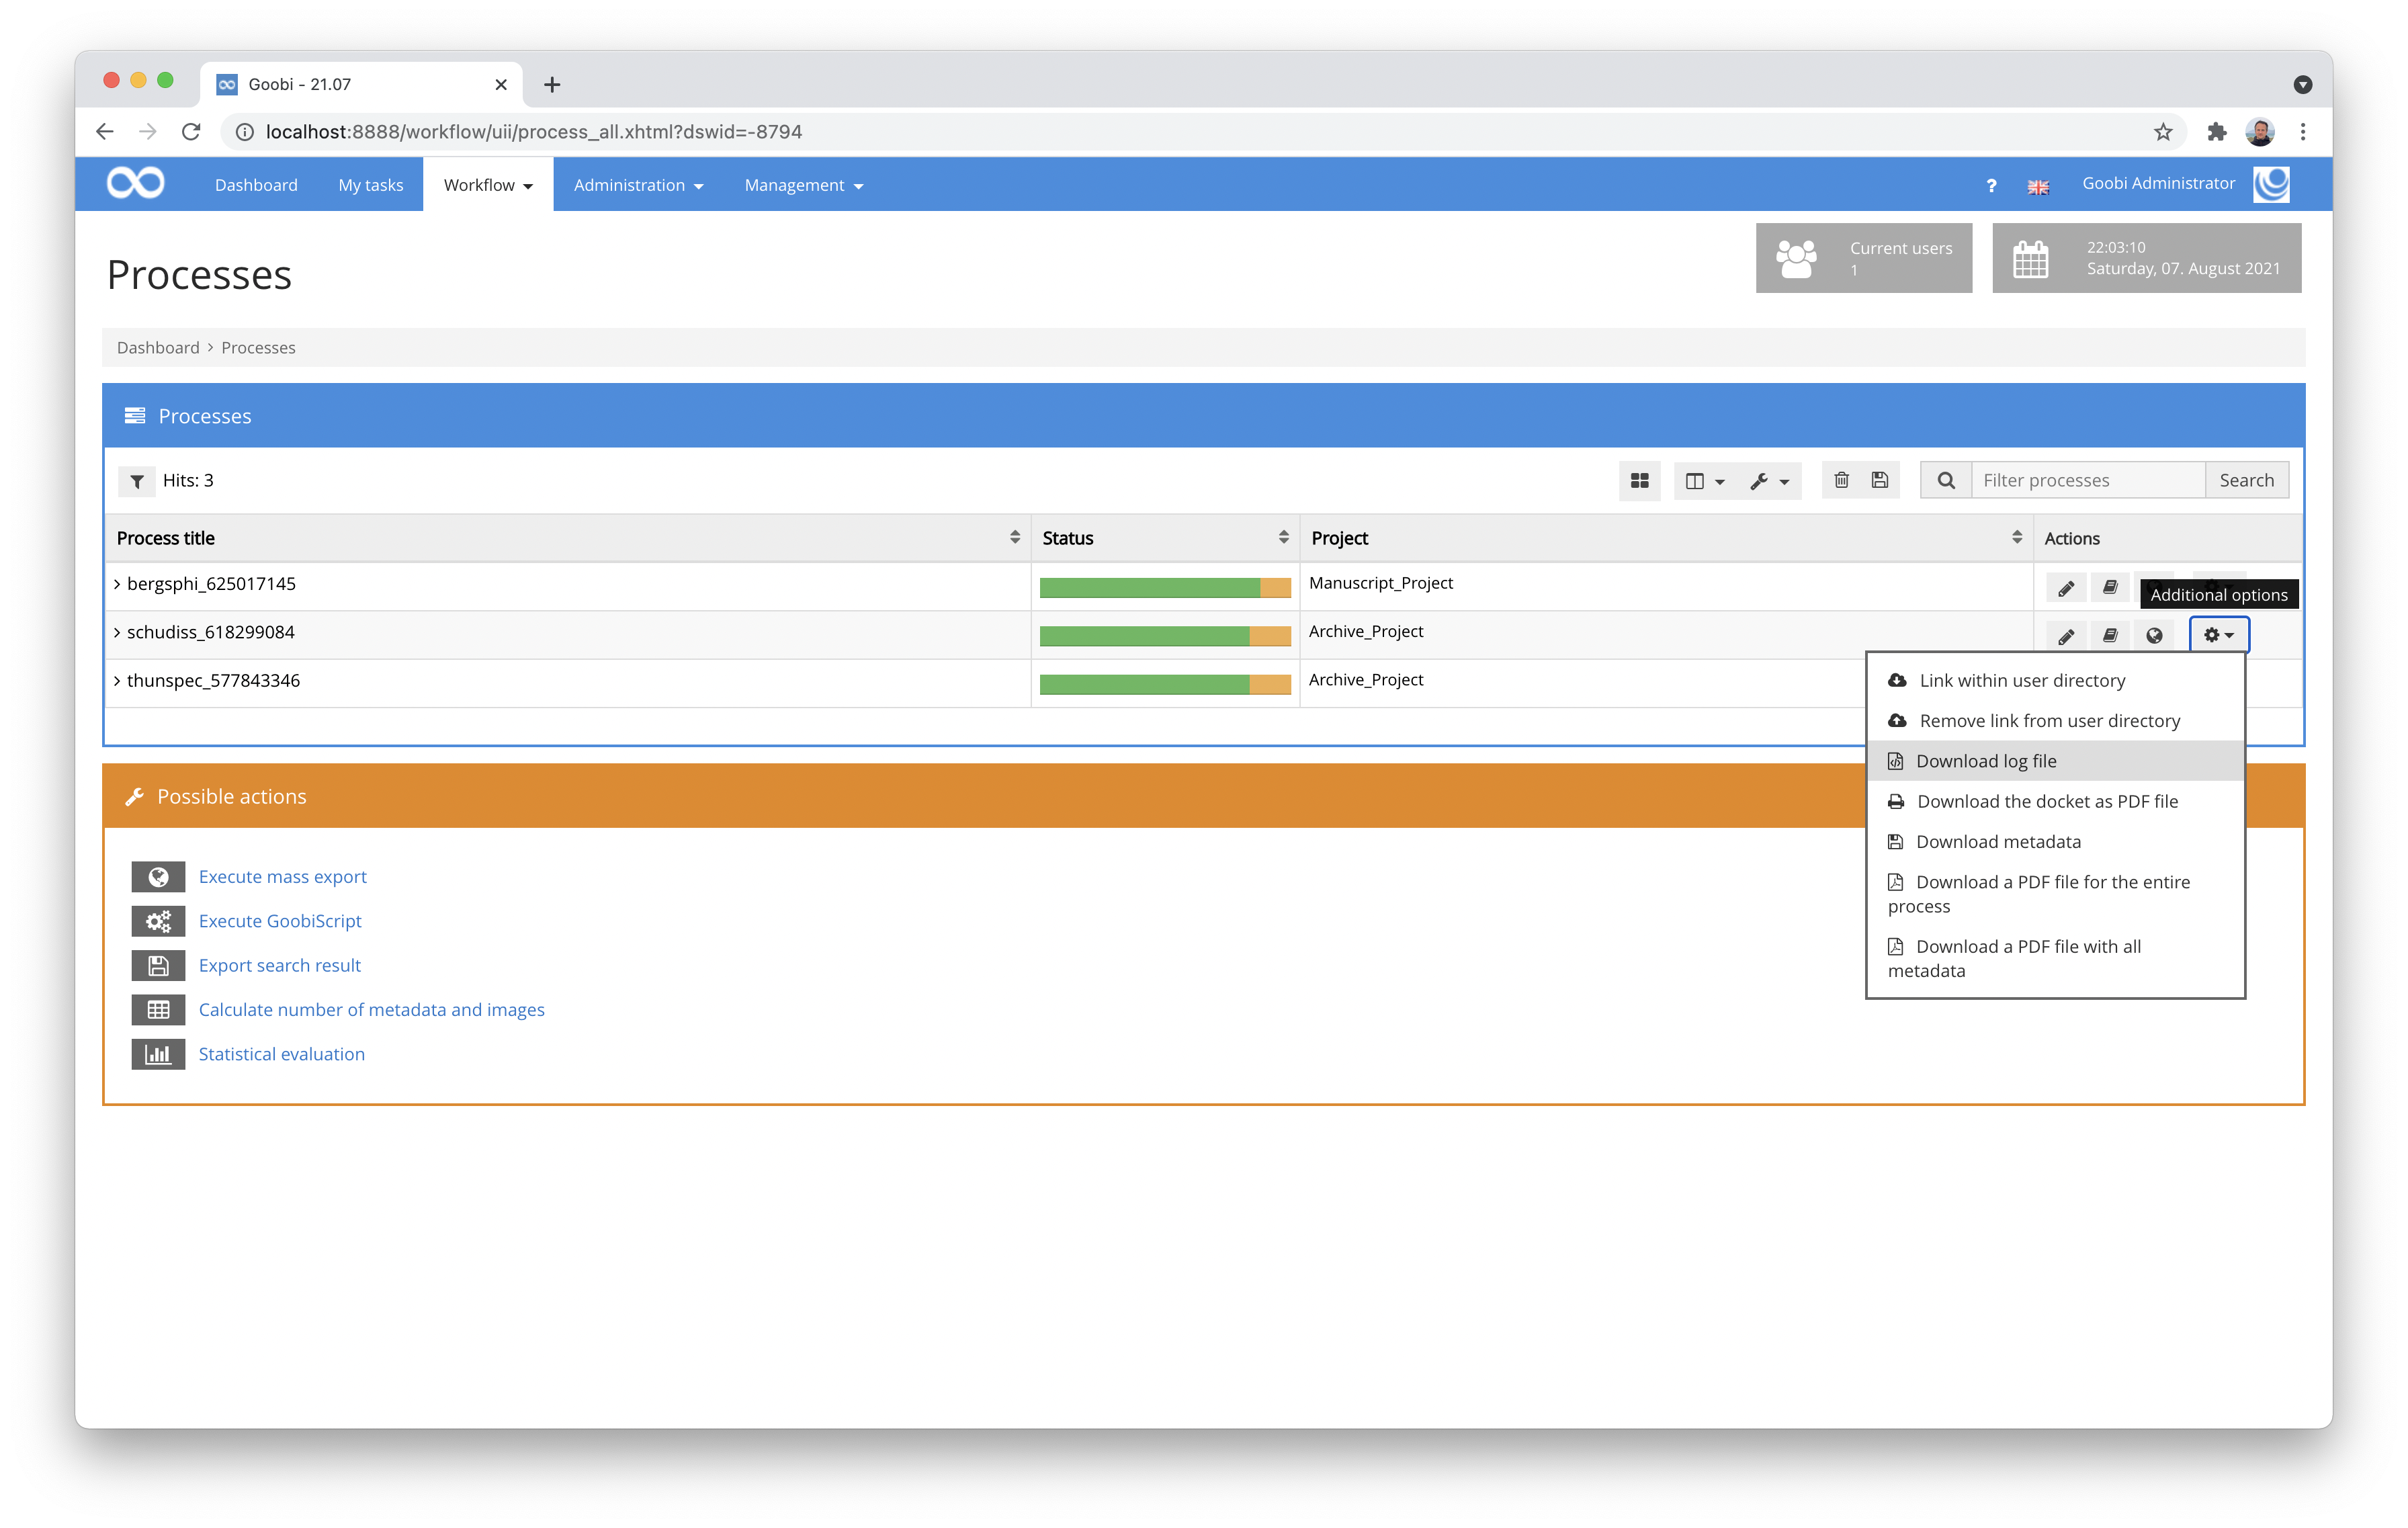 Goobi - 21.07
localhost:8888/workflow/uii/process_all.xhtml?dswid=-8794
Dashboard My tasks Workflow Administration Management ? Goobi Administrator
Processes
Current users
1
22:03:10
Saturday, 07. August 2021
Dashboard > Processes
Processes
Hits: 3 Filter processes Search
Process title Status Project Actions
bergsphi_625017145 Manuscript_Project
Additional options
schudiss_618299084 Archive_Project
thunspec_577843346 Archive_Project
Link within user directory
Remove link from user directory
Download log file
Download the docket as PDF file
Download metadata
Download a PDF file for the entire
process
Download a PDF file with all
metadata
Possible actions
Execute mass export
Execute GoobiScript
Export search result
Calculate number of metadata and images
Statistical evaluation